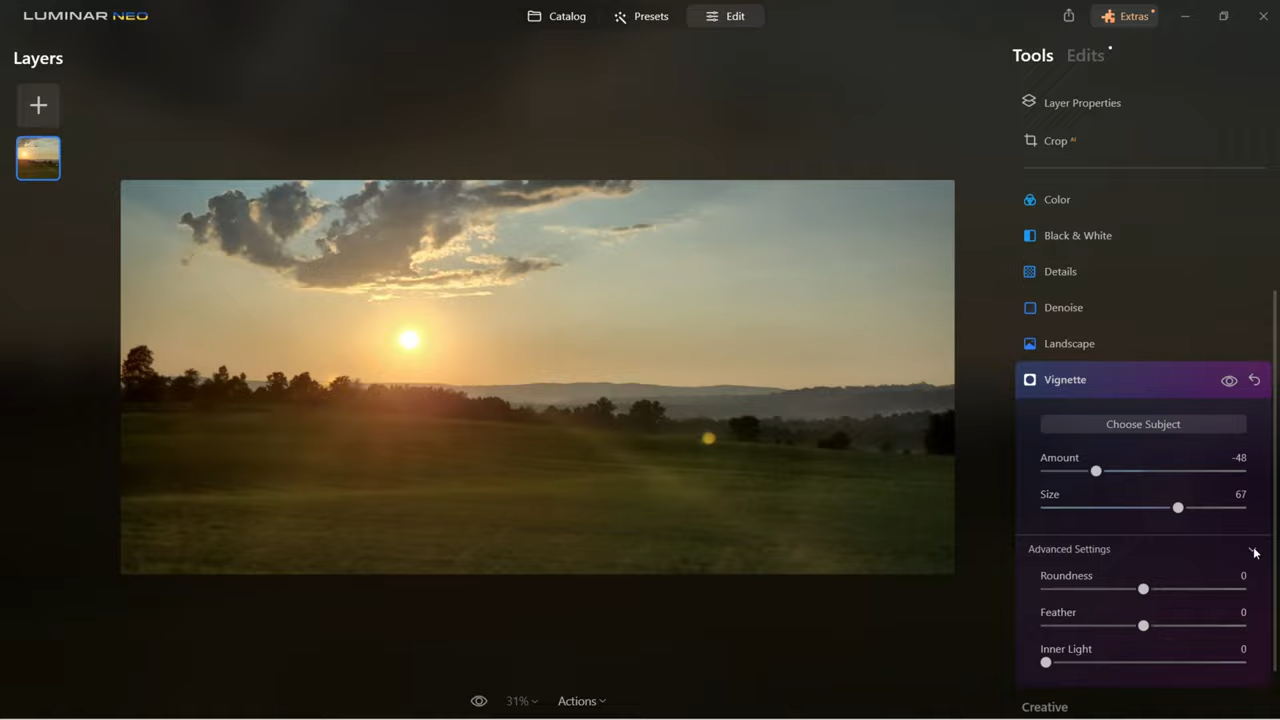 LUMINAR NEO
Catalog
Presets
Edit
Extras
Layers
Tools
Edits
Layer Properties
Crop AI
Color
Black & White
Details
Denoise
Landscape
Vignette
Choose Subject
Amount -48
Size 67
Advanced Settings
Roundness 0
Feather 0
Inner Light 0
Creative
31%
Actions